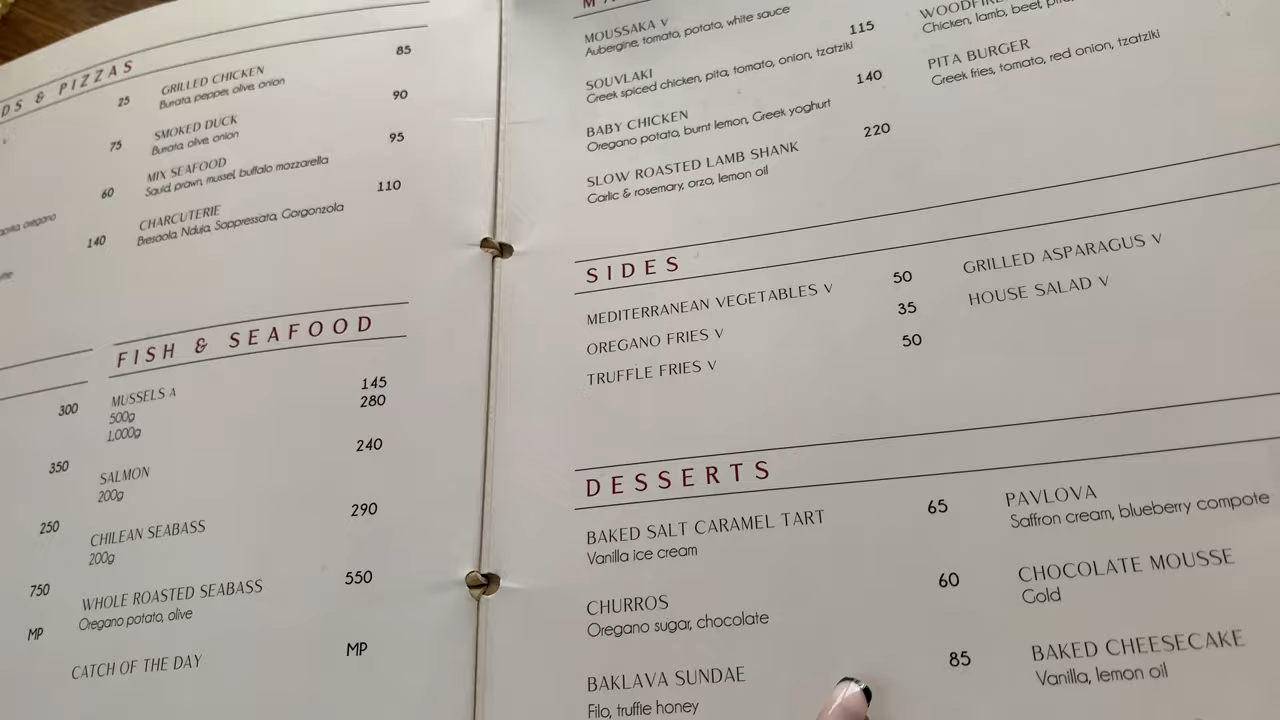 DS & PIZZAS
25
75
60
140
GRILLED CHICKEN 85
Burrata, pepper, olive, onion
SMOKED DUCK 90
Burrata, olive, onion
MIX SEAFOOD 95
Squid, prawn, mussel, buffalo mozzarella
CHARCUTERIE 110
Bresaola, Nduja, Soppressata, Gorgonzola
oregano
300
350
250
750
MP
FISH & SEAFOOD
MUSSELS A
500g 145
1,000g 280
SALMON 240
200g
CHILEAN SEABASS 290
200g
WHOLE ROASTED SEABASS 550
Oregano potato, olive
CATCH OF THE DAY MP
MOUSSAKA V
Aubergine, tomato, potato, white sauce
SOUVLAKI 115
Greek spiced chicken, pita, tomato, onion, tzatziki
BABY CHICKEN 140
Oregano potato, burnt lemon, Greek yoghurt
SLOW ROASTED LAMB SHANK 220
Garlic & rosemary, orzo, lemon oil
WOODFIRE
Chicken, lamb, beef,
PITA BURGER
Greek fries, tomato, red onion, tzatziki
SIDES
MEDITERRANEAN VEGETABLES V 50
OREGANO FRIES V 35
TRUFFLE FRIES V 50
GRILLED ASPARAGUS V
HOUSE SALAD V
DESSERTS
BAKED SALT CARAMEL TART 65
Vanilla ice cream
CHURROS 60
Oregano sugar, chocolate
BAKLAVA SUNDAE 85
Filo, truffle honey
PAVLOVA
Saffron cream, blueberry compote
CHOCOLATE MOUSSE
Gold
BAKED CHEESECAKE
Vanilla, lemon oil